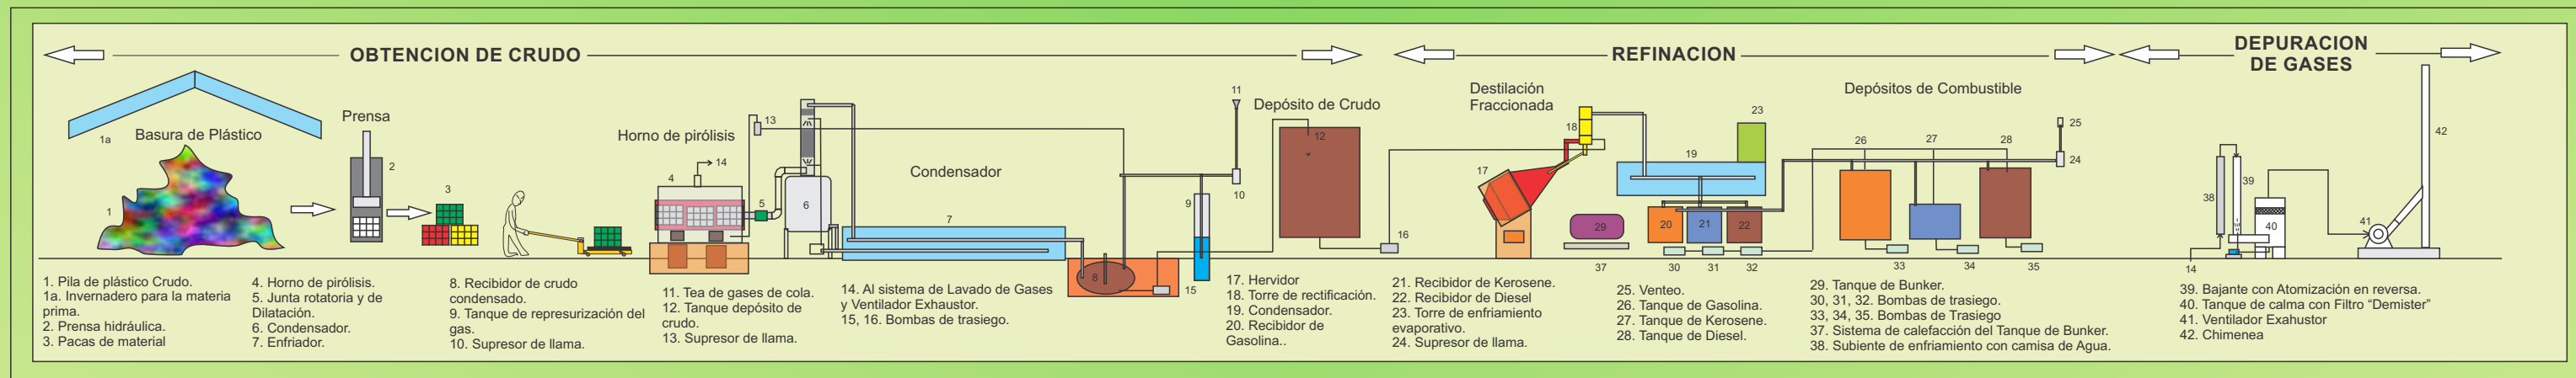 OBTENCION DE CRUDO
REFINACION
DEPURACION
DE GASES
Prensa
1a
Basura de Plástico
1
2
3
Horno de pirólisis
13
14
4
5
6
Condensador
7
8
9
10
11
15
Depósito de Crudo
12
16
Destilación
Fraccionada
17
18
19
23
20
21
22
29
37
30
31
32
Depósitos de Combustible
26
27
28
25
24
33
34
35
38
39
40
14
41
42
1. Pila de plástico Crudo.
1a. Invernadero para la materia
prima.
2. Prensa hidráulica.
3. Pacas de material
4. Horno de pirólisis.
5. Junta rotatoria y de
Dilatación.
6. Condensador.
7. Enfriador.
8. Recibidor de crudo
condensado.
9. Tanque de represurización del
gas.
10. Supresor de llama.
11. Tea de gases de cola.
12. Tanque depósito de
crudo.
13. Supresor de llama.
14. Al sistema de Lavado de Gases
y Ventilador Exhaustor.
15, 16. Bombas de trasiego.
17. Hervidor
18. Torre de rectificación.
19. Condensador.
20. Recibidor de
Gasolina..
21. Recibidor de Kerosene.
22. Recibidor de Diesel
23. Torre de enfriamiento
evaporativo.
24. Supresor de llama.
25. Venteo.
26. Tanque de Gasolina.
27. Tanque de Kerosene.
28. Tanque de Diesel.
29. Tanque de Bunker.
30, 31, 32. Bombas de trasiego.
33, 34, 35. Bombas de Trasiego
37. Sistema de calefacción del Tanque de Bunker.
38. Subiente de enfriamiento con camisa de Agua.
39. Bajante con Atomización en reversa.
40. Tanque de calma con Filtro “Demister”
41. Ventilador Exahustor
42. Chimenea